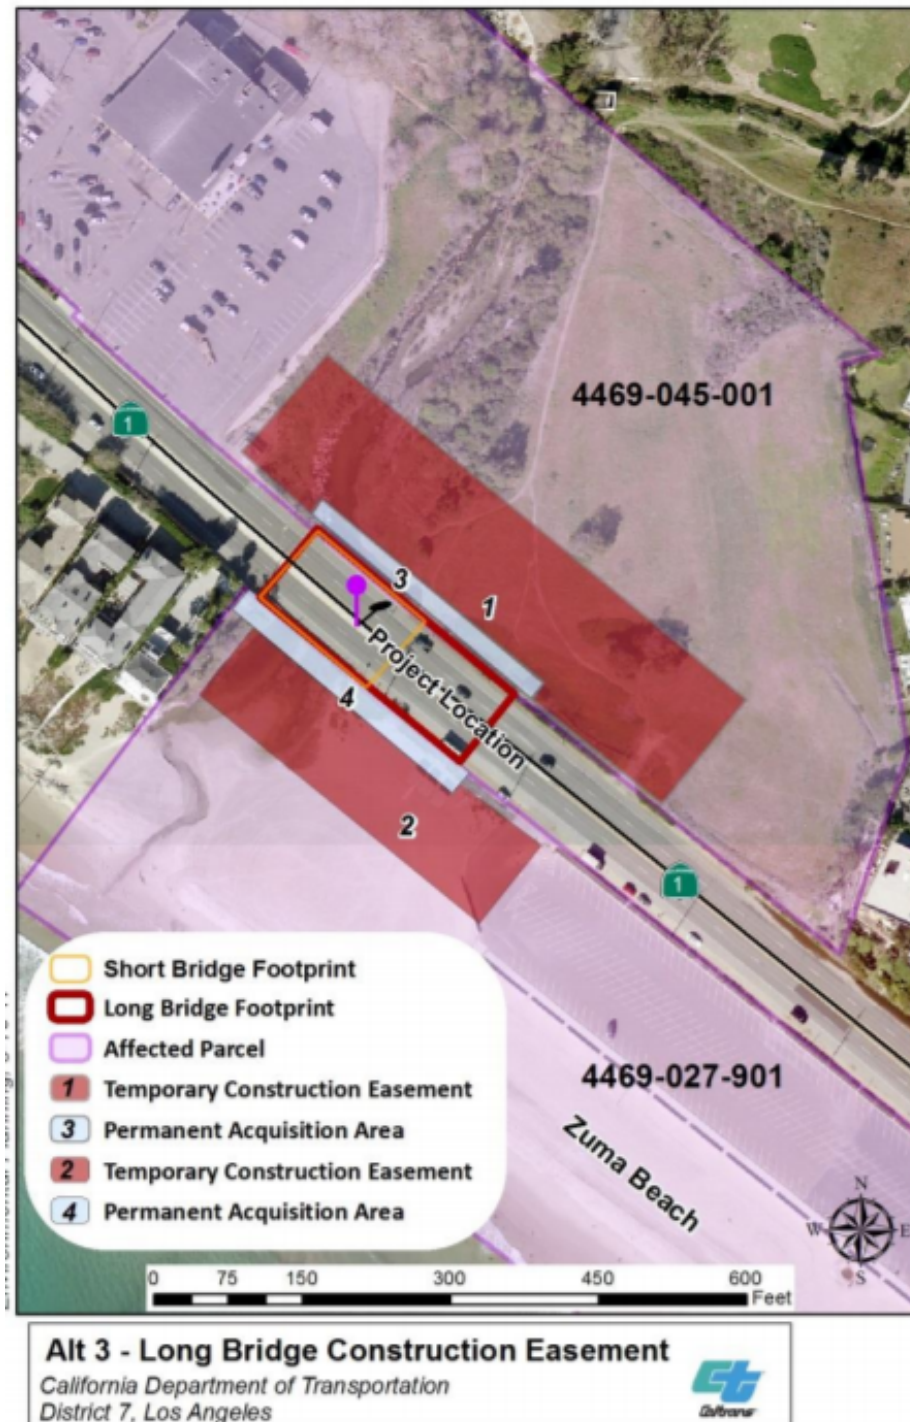 4469-045-001
1
3
1
Project Location
4
2
1
Short Bridge Footprint
Long Bridge Footprint
Affected Parcel
1 Temporary Construction Easement
3 Permanent Acquisition Area
2 Temporary Construction Easement
4 Permanent Acquisition Area
4469-027-901
Zuma Beach
N
W E
S
0 75 150 300 450 600
Feet
Alt 3 - Long Bridge Construction Easement
California Department of Transportation
District 7, Los Angeles
Caltrans